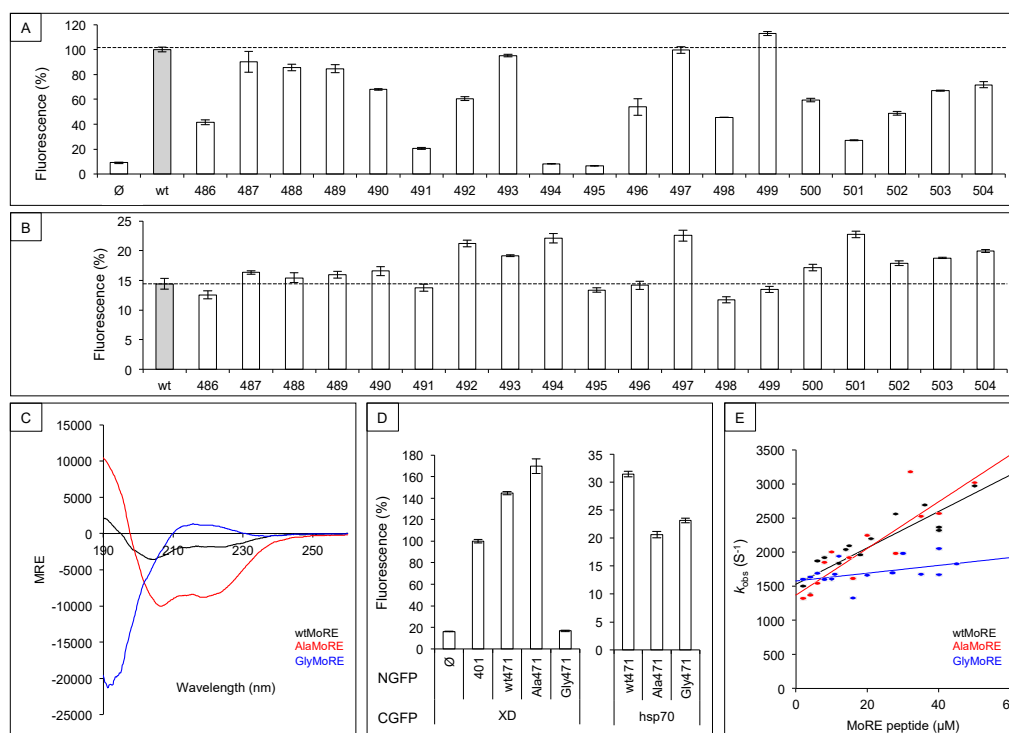 A
Fluorescence (%)
120
100
80
60
40
20
0
Ø wt 486 487 488 489 490 491 492 493 494 495 496 497 498 499 500 501 502 503 504
B
Fluorescence (%)
25
20
15
10
5
0
wt 486 487 488 489 490 491 492 493 494 495 496 497 498 499 500 501 502 503 504
C
MRE
15000
10000
5000
0
-5000
-10000
-15000
-20000
-25000
190 210 230 250
wtMoRE
AlaMoRE
GlyMoRE
Wavelength (nm)
D
Fluorescence (%)
180
160
140
120
100
80
60
40
20
0
35
30
25
20
15
10
5
0
NGFP Ø 401 wt471 Ala471 Gly471 wt471 Ala471 Gly471
CGFP XD hsp70
E
kobs (S-1)
3500
3000
2500
2000
1500
1000
500
0
0 20 40
MoRE peptide (µM)
wtMoRE
AlaMoRE
GlyMoRE